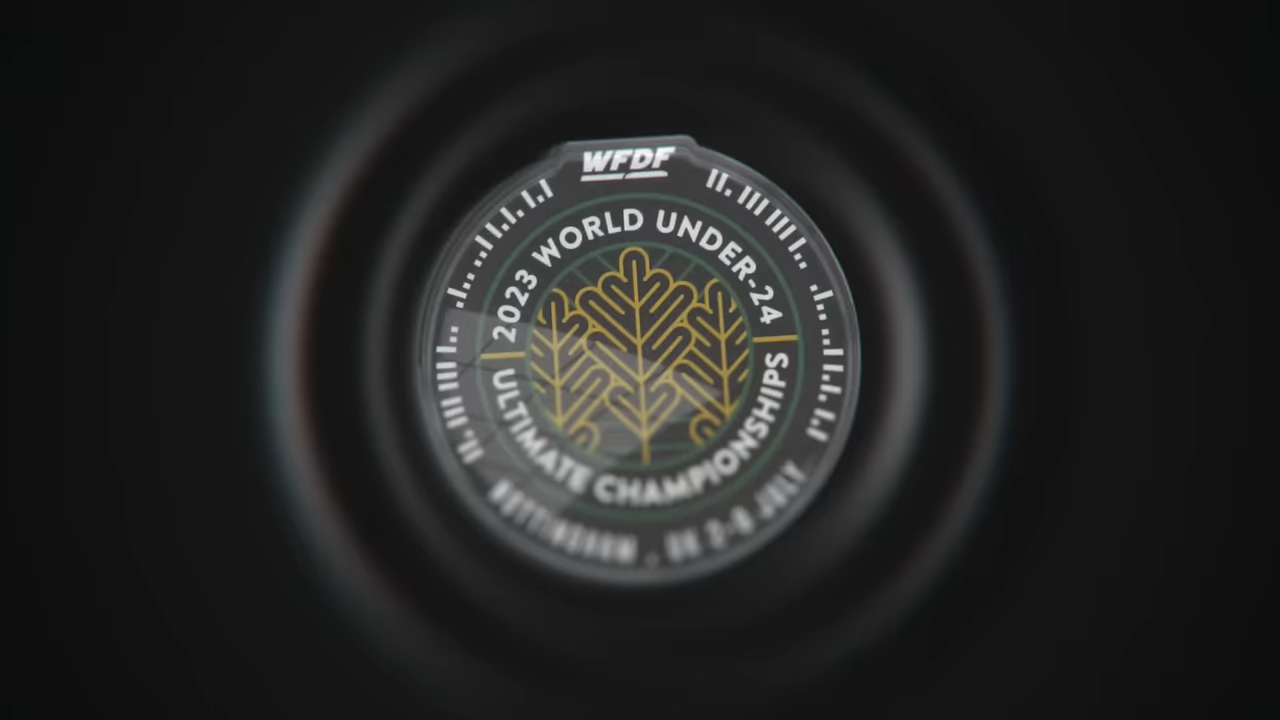 WFDF
2023 WORLD UNDER-24
ULTIMATE CHAMPIONSHIPS
NOTTINGHAM, UK 2-8 JULY